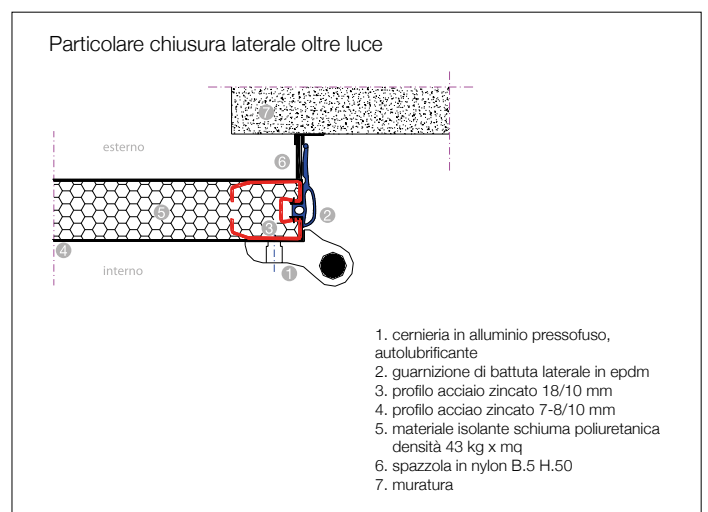 Particolare chiusura laterale oltre luce
7
esterno
6
5
2
3
4
interno
1
1. cernieria in alluminio pressofuso,
autolubrificante
2. guarnizione di battuta laterale in epdm
3. profilo acciaio zincato 18/10 mm
4. profilo acciao zincato 7-8/10 mm
5. materiale isolante schiuma poliuretanica
densità 43 kg x mq
6. spazzola in nylon B.5 H.50
7. muratura